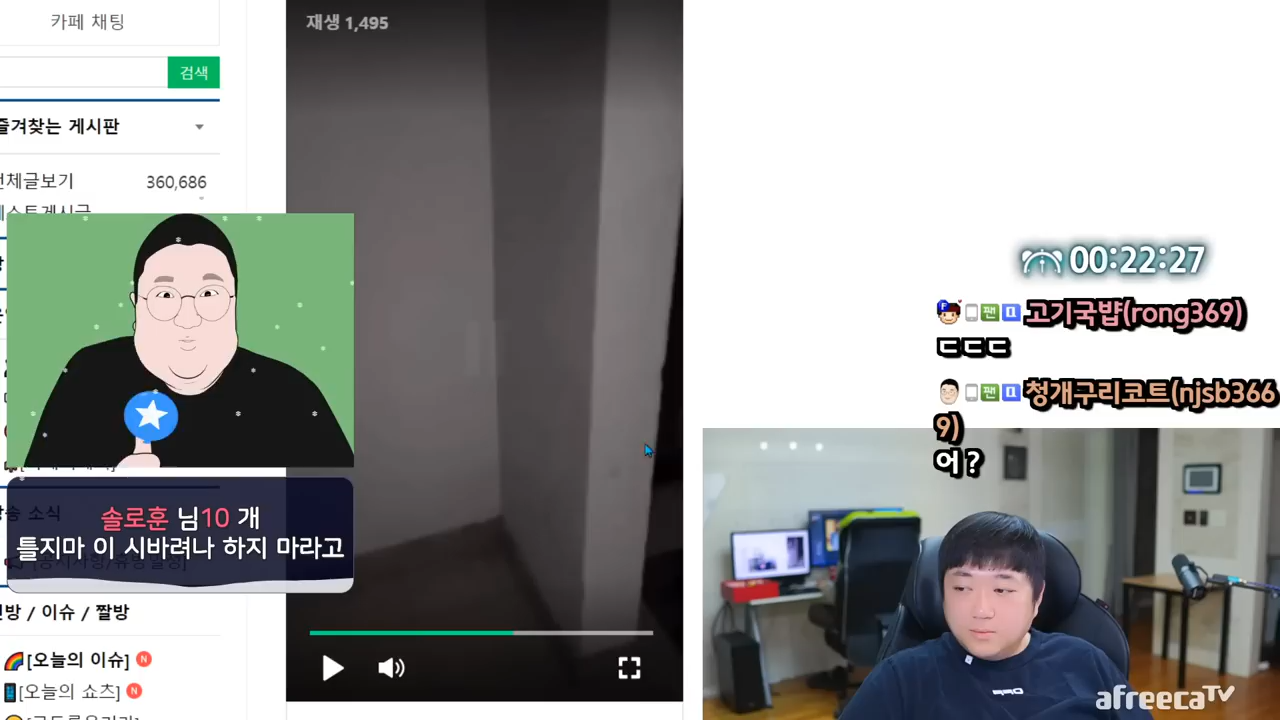 카페 채팅
검색
즐겨찾는 게시판
전체글보기
360,686
재생 1,495
솔로훈 님10 개
틀지마 이 시바려나 하지 마라고
[오늘의 이슈] N
[오늘의 쇼츠] N
/ 이슈 / 짤방
00:22:27
고기국뱝(rong369)
ㄷㄷㄷ
청개구리코트(njsb366
9)
어?
afreecaTV